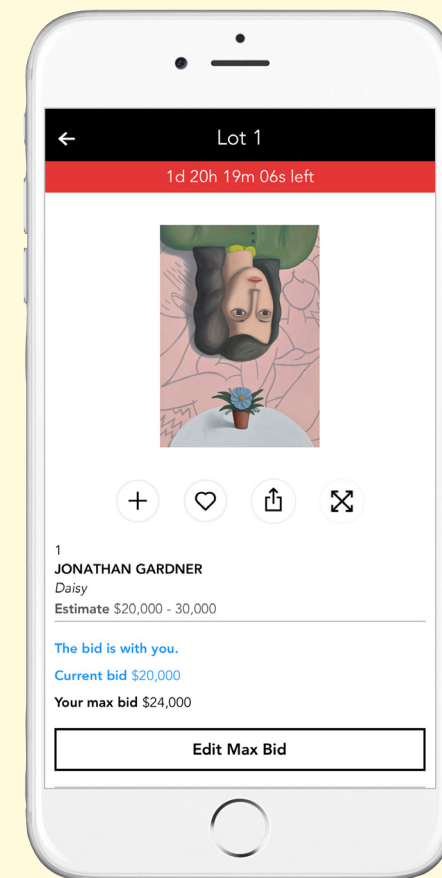 Lot 1
1d 20h 19m 06s left
1
JONATHAN GARDNER
Daisy
Estimate $20,000 - 30,000
The bid is with you.
Current bid $20,000
Your max bid $24,000
Edit Max Bid